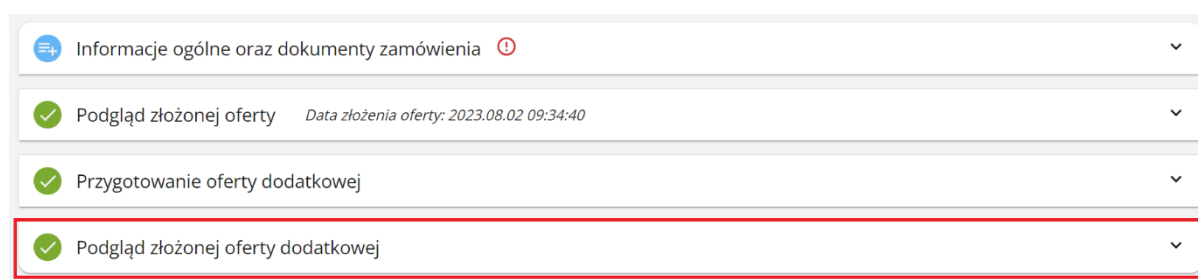 Informacje ogólne oraz dokumenty zamówienia
Podgląd złożonej oferty Data złożenia oferty: 2023.08.02 09:34:40
Przygotowanie oferty dodatkowej
Podgląd złożonej oferty dodatkowej